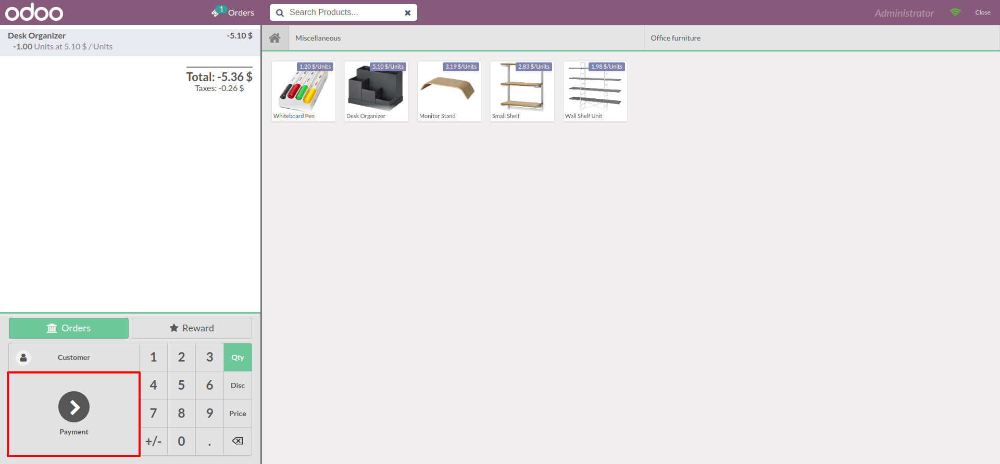 odoo
1
Orders
Search Products...
Administrator
Close
Desk Organizer -5.10 $
-1.00 Units at 5.10 $ / Units
Total: -5.36 $
Taxes: -0.26 $
Miscellaneous
Office furniture
1.20 $/Units
Whiteboard Pen
5.10 $/Units
Desk Organizer
3.19 $/Units
Monitor Stand
2.83 $/Units
Small Shelf
1.98 $/Units
Wall Shelf Unit
Orders
Reward
Customer
1 2 3 Qty
4 5 6 Disc
7 8 9 Price
Payment
+/- 0 .